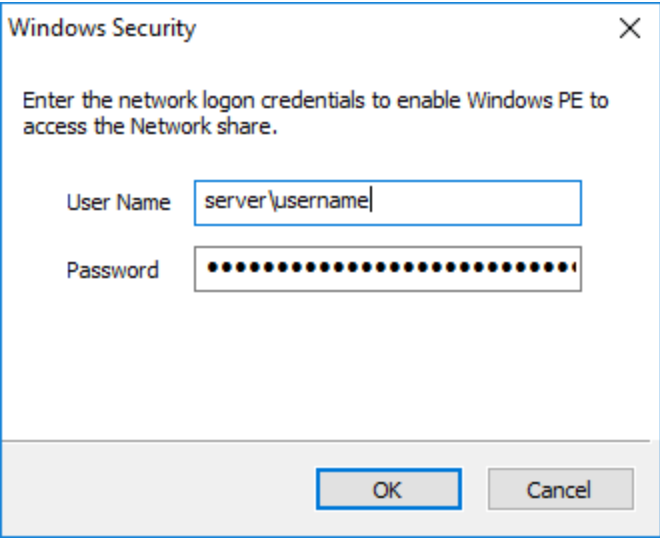 Windows Security
Enter the network logon credentials to enable Windows PE to
access the Network share.
User Name server\username
Password
OK Cancel